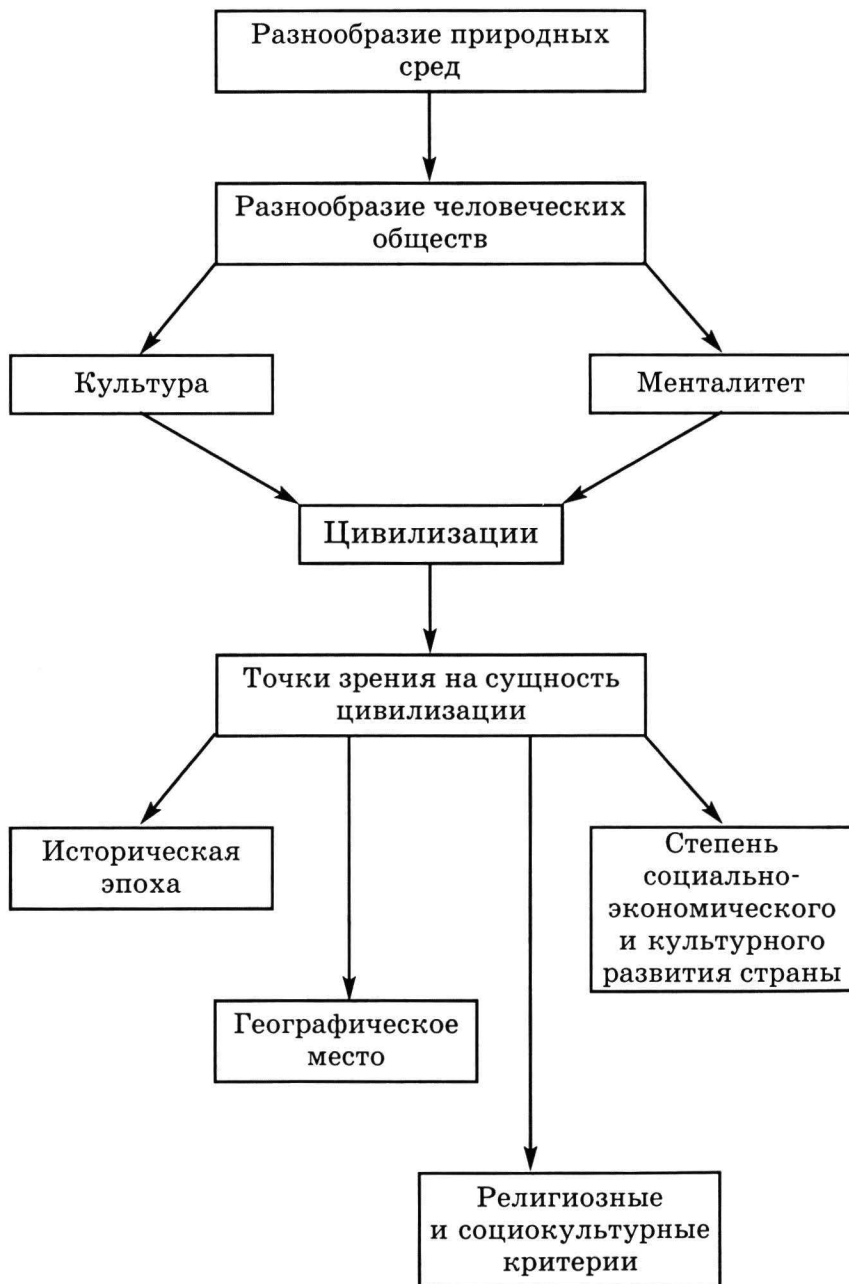 Разнообразие природных
сред
Разнообразие человеческих
обществ
Культура
Менталитет
Цивилизации
Точки зрения на сущность
цивилизации
Историческая
эпоха
Степень
социально-
экономического
и культурного
развития страны
Географическое
место
Религиозные
и социокультурные
критерии